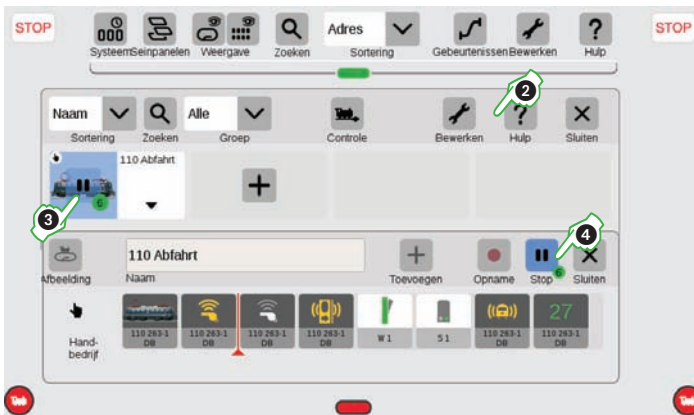 STOP
Adres
STOP
Systeem
Seinpanelen
Weergave
Zoeken
Sortering
Gebeurtenissen
Bewerken
Hulp
2
Naam
Alle
Sortering
Zoeken
Groep
Controle
Bewerken
Hulp
Sluiten
110 Abfahrt
6
3
4
110 Abfahrt
6
Afbeelding
Naam
Toevoegen
Opname
Stop
Sluiten
27
Hand-
bedrijf
110 263-1
DB
110 263-1
DB
110 263-1
DB
110 263-1
DB
W 1
S 1
110 263-1
DB
110 263-1
DB